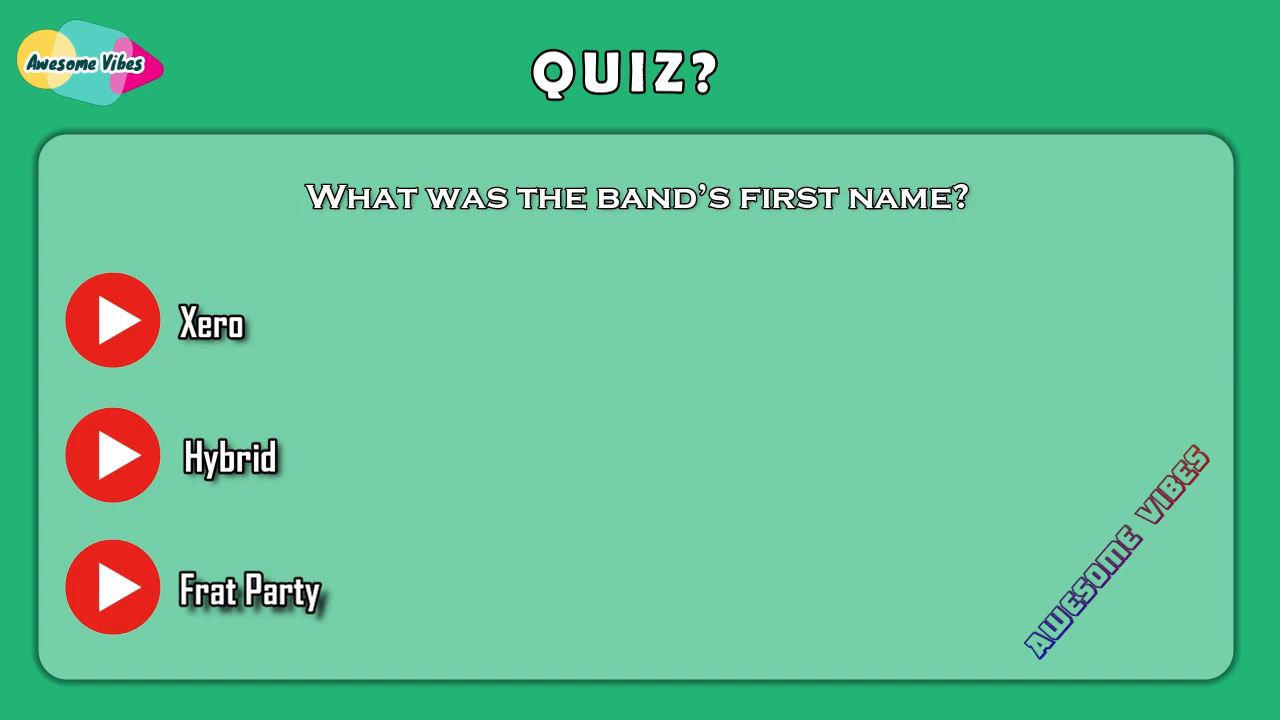 Awesome Vibes
QUIZ?
WHAT WAS THE BAND’S FIRST NAME?
Xero
Hybrid
Frat Party
AWESOME VIBES